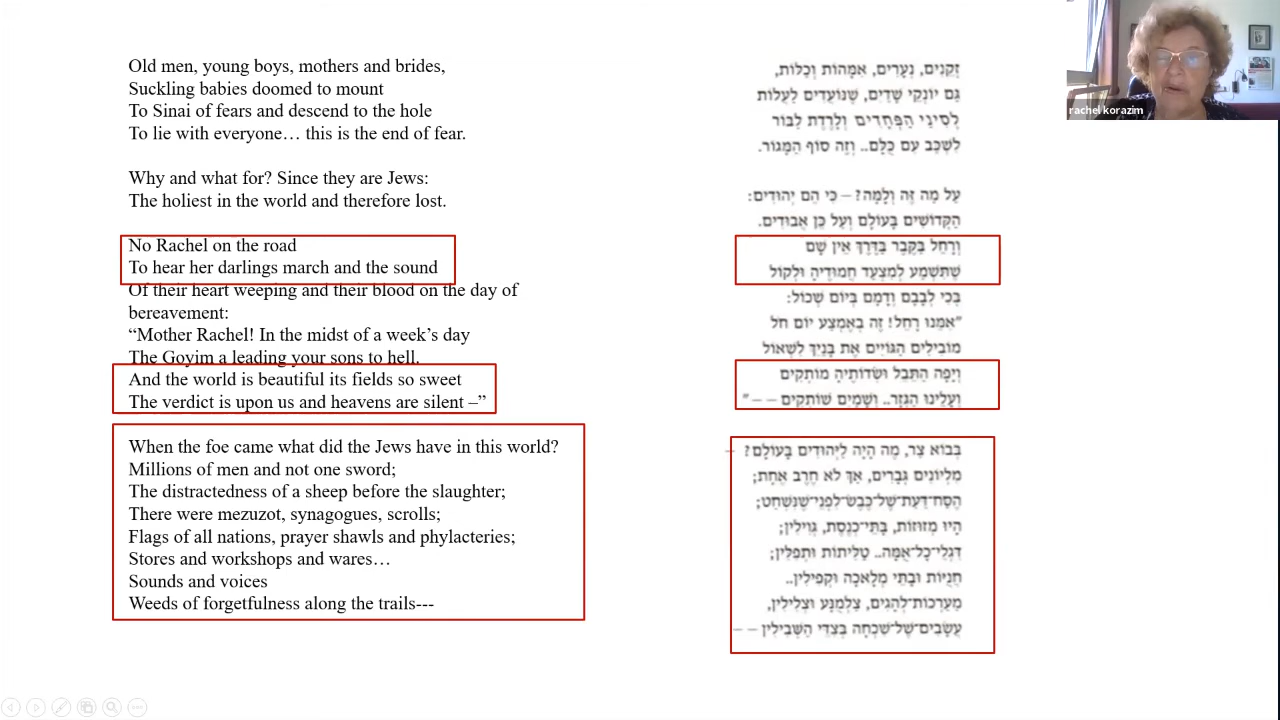 Old men, young boys, mothers and brides,
Suckling babies doomed to mount
To Sinai of fears and descend to the hole
To lie with everyone… this is the end of fear.
Why and what for? Since they are Jews:
The holiest in the world and therefore lost.
No Rachel on the road
To hear her darlings march and the sound
Of their heart weeping and their blood on the day of
bereavement:
“Mother Rachel! In the midst of a week’s day
The Goyim a leading your sons to hell.
And the world is beautiful its fields so sweet
The verdict is upon us and heavens are silent –”
When the foe came what did the Jews have in this world?
Millions of men and not one sword;
The distractedness of a sheep before the slaughter;
There were mezuzot, synagogues, scrolls;
Flags of all nations, prayer shawls and phylacteries;
Stores and workshops and wares…
Sounds and voices
Weeds of forgetfulness along the trails---
זְקֵנִים, נְעָרִים, אִמָּהוֹת וְכַלּוֹת,
גַּם יוֹנְקֵי שָׁדַיִם, שֶׁנּוֹעָדִים לַעֲלוֹת
לְסִינַי הַפְּחָדִים וְלָרֶדֶת לַבּוֹר
לִשְׁכַּב עִם כֻּלָּם.. וְזֶה סוֹף הַמָּגוֹר.
עַל מַה זֶּה וְלָמָּה? – כִּי הֵם יְהוּדִים:
הַקְּדוֹשִׁים בָּעוֹלָם וְעַל כֵּן אֲבוּדִים.
וְרָחֵל בַּקֶּבֶר בַּדֶּרֶךְ אֵין שָׁם
שֶׁתִּשְׁמַע לְמִצְעַד חֲמוּדֶיהָ וּלְקוֹל
בְּכִי לְבָבָם וְדָמָם בְּיוֹם שְׁכוֹל:
"אִמֵּנוּ רָחֵל! זֶה בְּאֶמְצַע יוֹם חֹל
מוֹבִילִים הַגּוֹיִים אֶת בָּנַיִךְ לִשְׁאוֹל
וְיָפָה הַתֵּבֵל וּשְׂדוֹתֶיהָ מוֹתְקִים
וְעָלֵינוּ הַגְּזָר.. וְשָׁמַיִם שׁוֹתְקִים – – "
בְּבוֹא צַר, מֶה הָיָה לַיְּהוּדִים בָּעוֹלָם? –
מִלְיוֹנִים גְּבָרִים, אַךְ לֹא חֶרֶב אֶחָת;
הֶסַּח־דַּעַת־שֶׁל־כֶּבֶשׂ־לִפְנֵי־שֶׁנִּשְׁחַט;
הָיוּ מְזוּזוֹת, בָּתֵּי־כְנֶסֶת, גְּוִילִין;
דִּגְלֵי־כָל־אֻמָּה.. טַלִּיתוֹת וּתְפִלִּין;
חֲנֻיּוֹת וּבָתֵּי מְלָאכָה וְקַפִּילִין..
מַעַרְכוֹת־לְהָגִים, צַלְמֻנָּע וּצְלִילִין,
עֲשָׂבִים־שֶׁל־שִׁכְחָה בְּצִדֵּי הַשְּׁבִילִין – –
rachel korazim